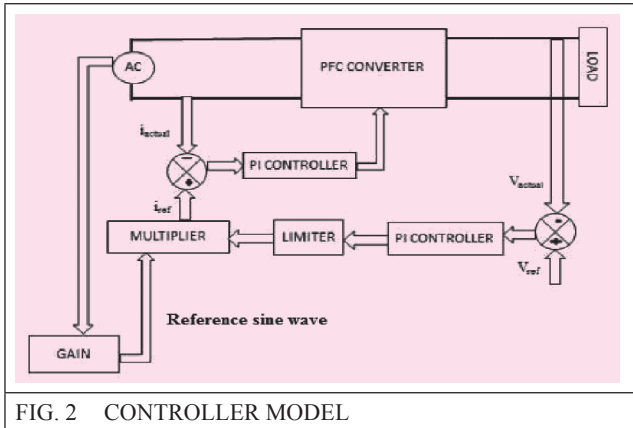 AC
PFC CONVERTER
LOAD
i_actual
−
+
PI CONTROLLER
V_actual
i_ref
MULTIPLIER
LIMITER
PI CONTROLLER
-
+
V_ref
Reference sine wave
GAIN
FIG. 2 CONTROLLER MODEL